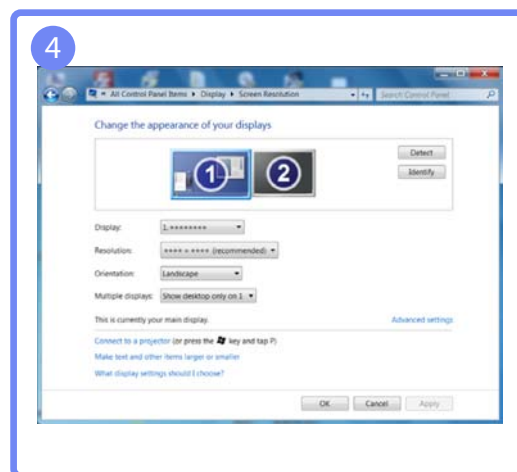 4
All Control Panel Items ▸ Display ▸ Screen Resolution
Search Control Panel
Change the appearance of your displays
1
2
Detect
Identify
Display: 1. ********
Resolution: **** × **** (recommended)
Orientation: Landscape
Multiple displays: Show desktop only on 1
This is currently your main display.
Advanced settings
Connect to a projector (or press the key and tap P)
Make text and other items larger or smaller
What display settings should I choose?
OK Cancel Apply